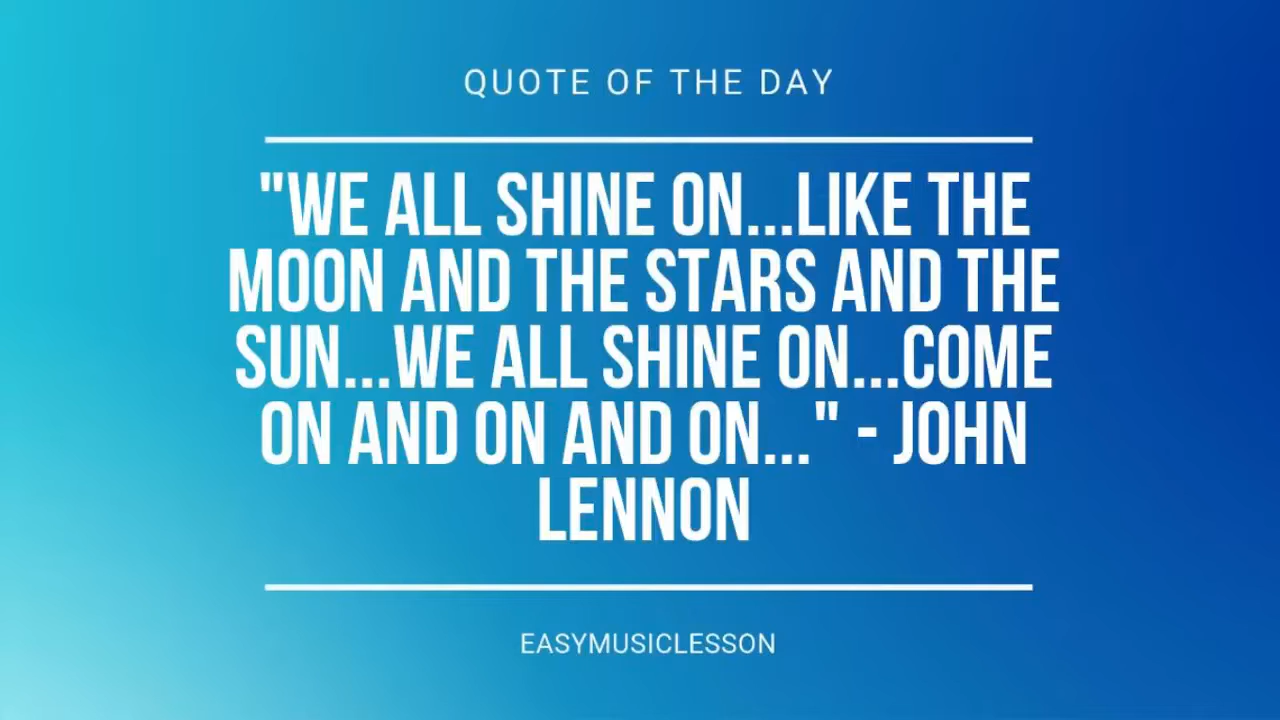 QUOTE OF THE DAY
"WE ALL SHINE ON...LIKE THE
MOON AND THE STARS AND THE
SUN...WE ALL SHINE ON...COME
ON AND ON AND ON..." - JOHN
LENNON
EASYMUSICLESSON